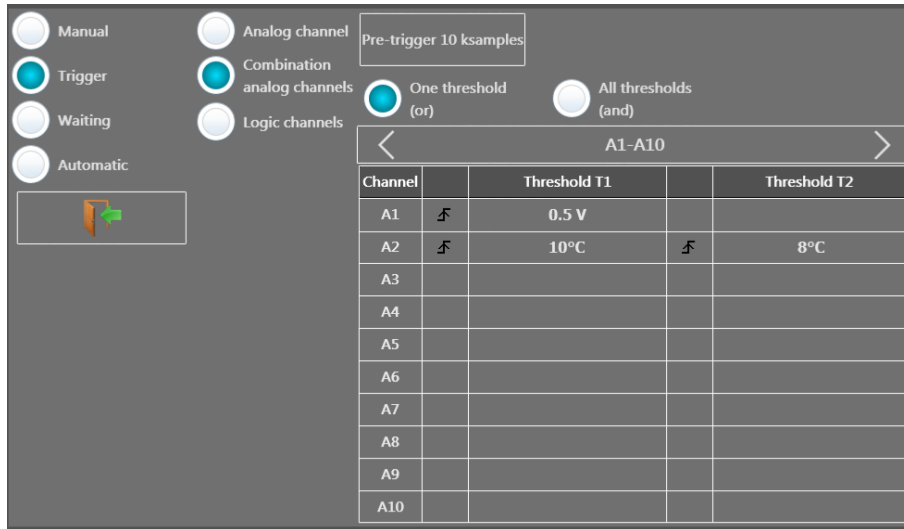 Manual
Trigger
Waiting
Automatic
Analog channel
Combination
analog channels
Logic channels
Pre-trigger 10 ksamples
One threshold
(or)
All thresholds
(and)
A1-A10
Channel Threshold T1 Threshold T2
A1 0.5 V
A2 10°C 8°C
A3
A4
A5
A6
A7
A8
A9
A10